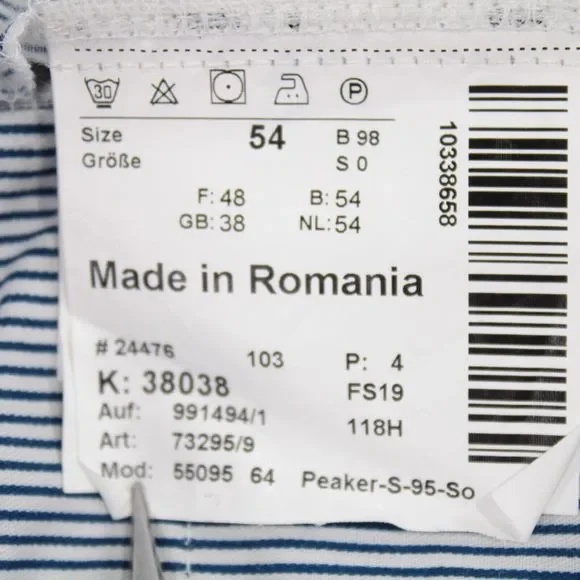 30 P
Size 54 B 98
Größe S 0
F: 48 B: 54
GB: 38 NL: 54
Made in Romania
# 24476 103 P: 4
K: 38038 FS19
Auf: 991494/1 118H
Art: 73295/9
Mod: 55095 64 Peaker-S-95-So
10338658